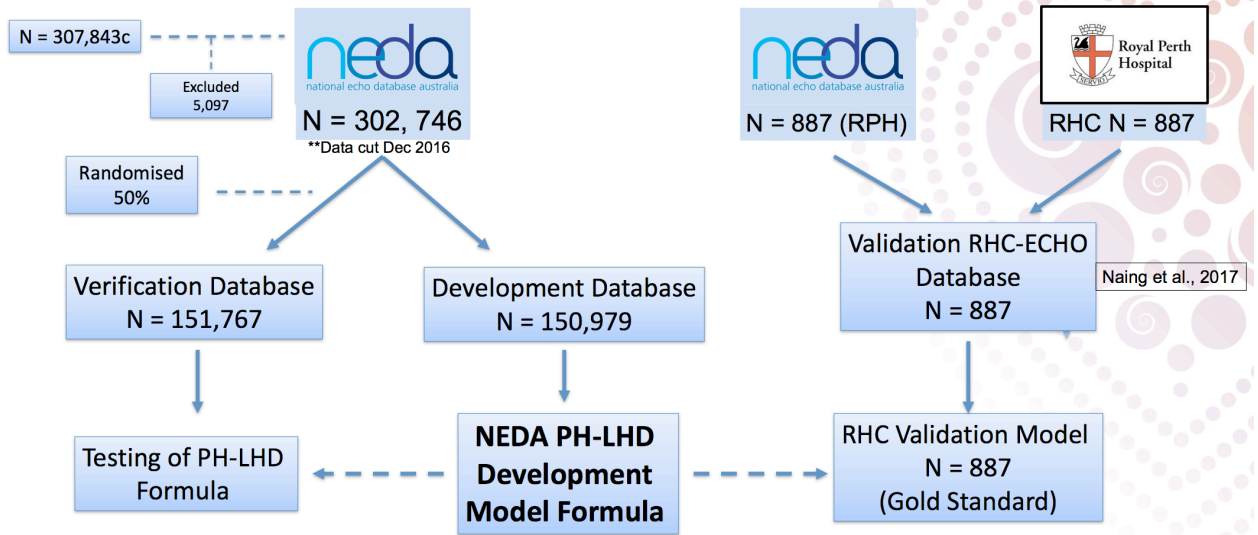 N = 307,843c
Excluded
5,097
neda
national echo database australia
N = 302, 746
**Data cut Dec 2016
Randomised
50%
Verification Database
N = 151,767
Development Database
N = 150,979
Testing of PH-LHD
Formula
NEDA PH-LHD
Development
Model Formula
neda
national echo database australia
N = 887 (RPH)
SERVIO
Royal Perth
Hospital
RHC N = 887
Validation RHC-ECHO
Database
N = 887
Naing et al., 2017
RHC Validation Model
N = 887
(Gold Standard)